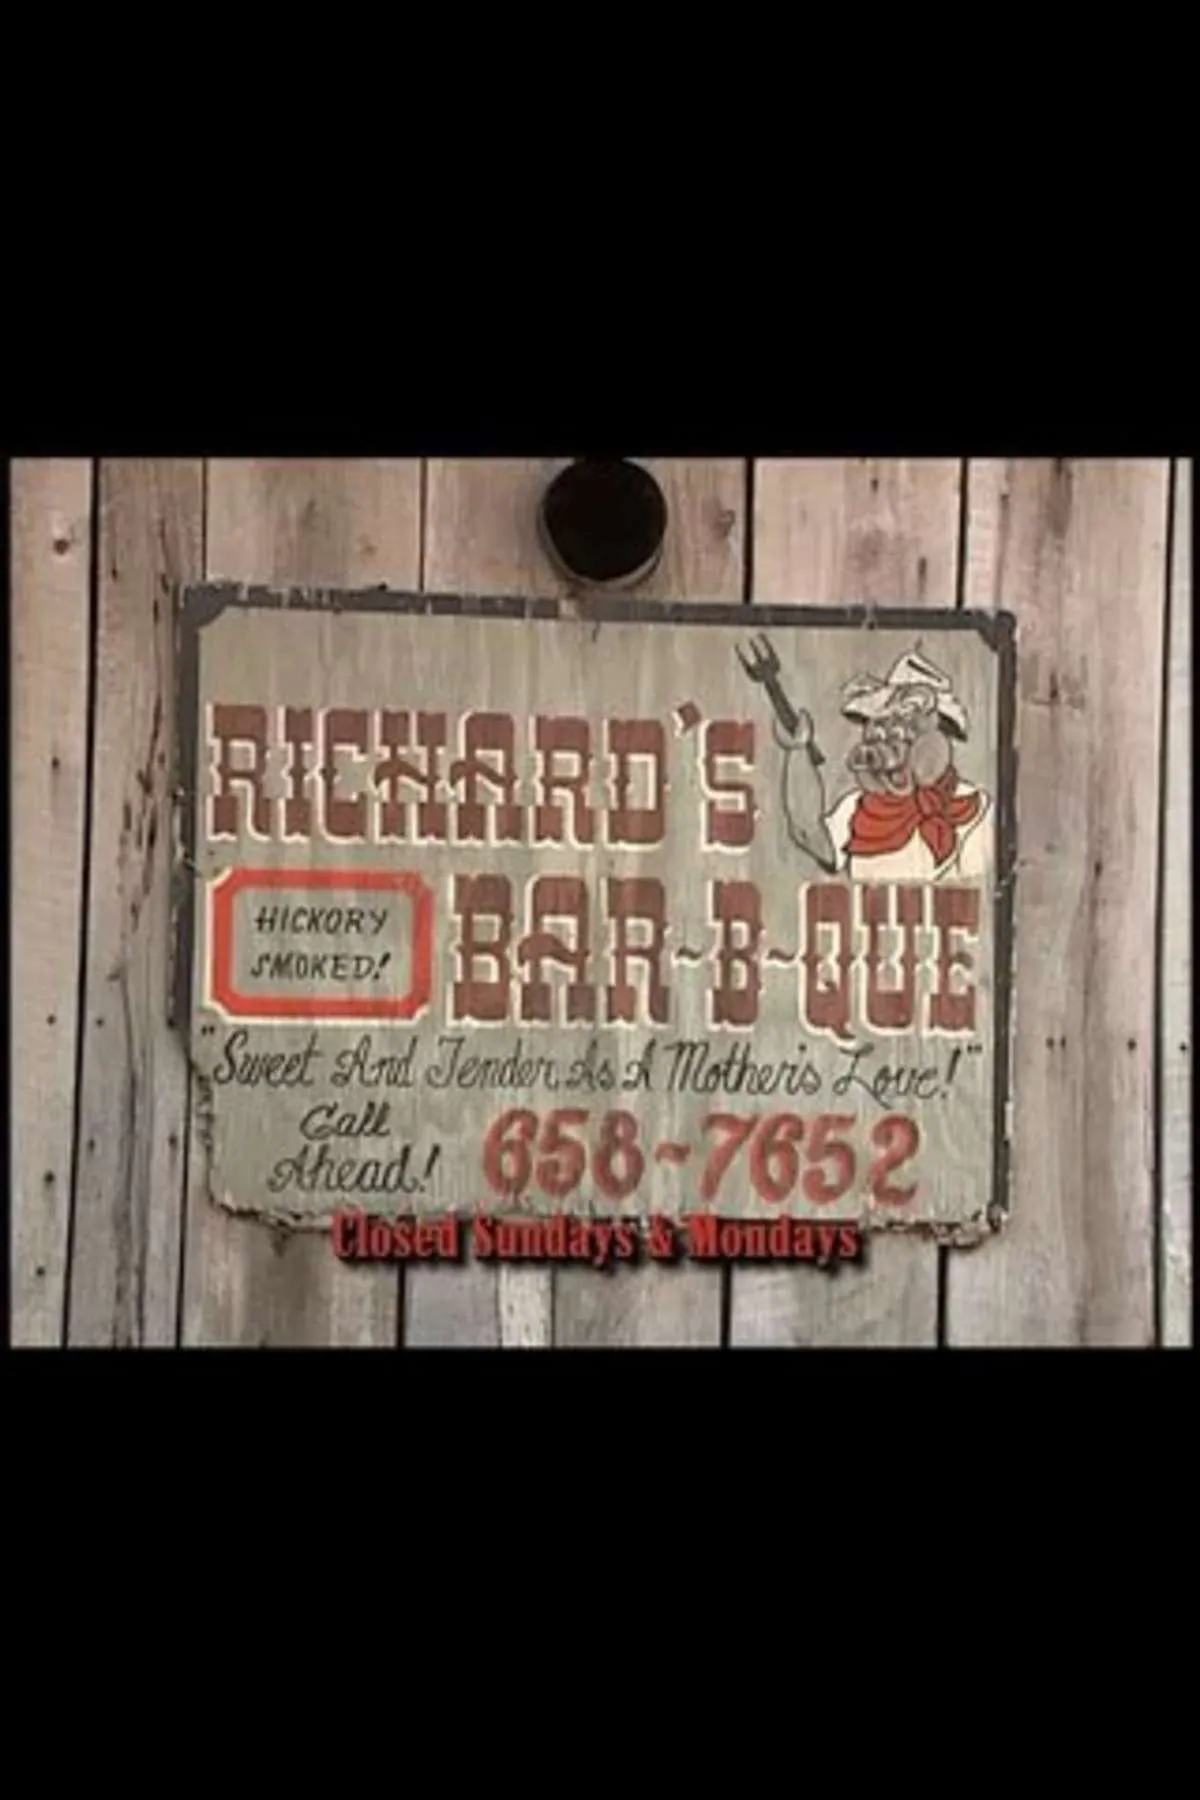 RICHARD'S
HICKORY
SMOKED!
BAR-B-QUE
"Sweet And Tender As A Mother's Love!"
Call
Ahead!
658-7652
Closed Sundays & Mondays